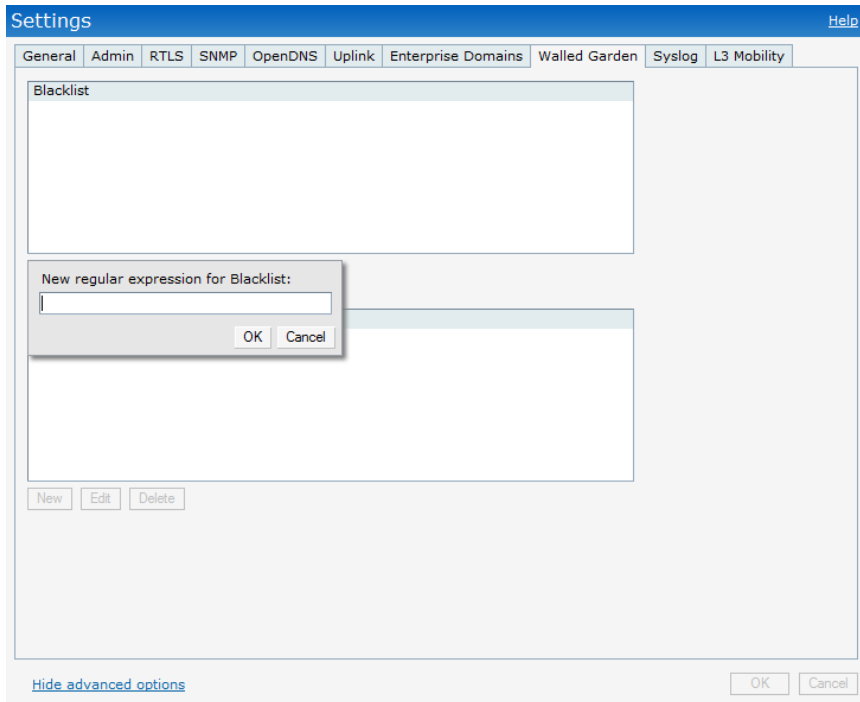 Settings Help
General Admin RTLS SNMP OpenDNS Uplink Enterprise Domains Walled Garden Syslog L3 Mobility
Blacklist
New regular expression for Blacklist:
OK Cancel
New Edit Delete
Hide advanced options OK Cancel